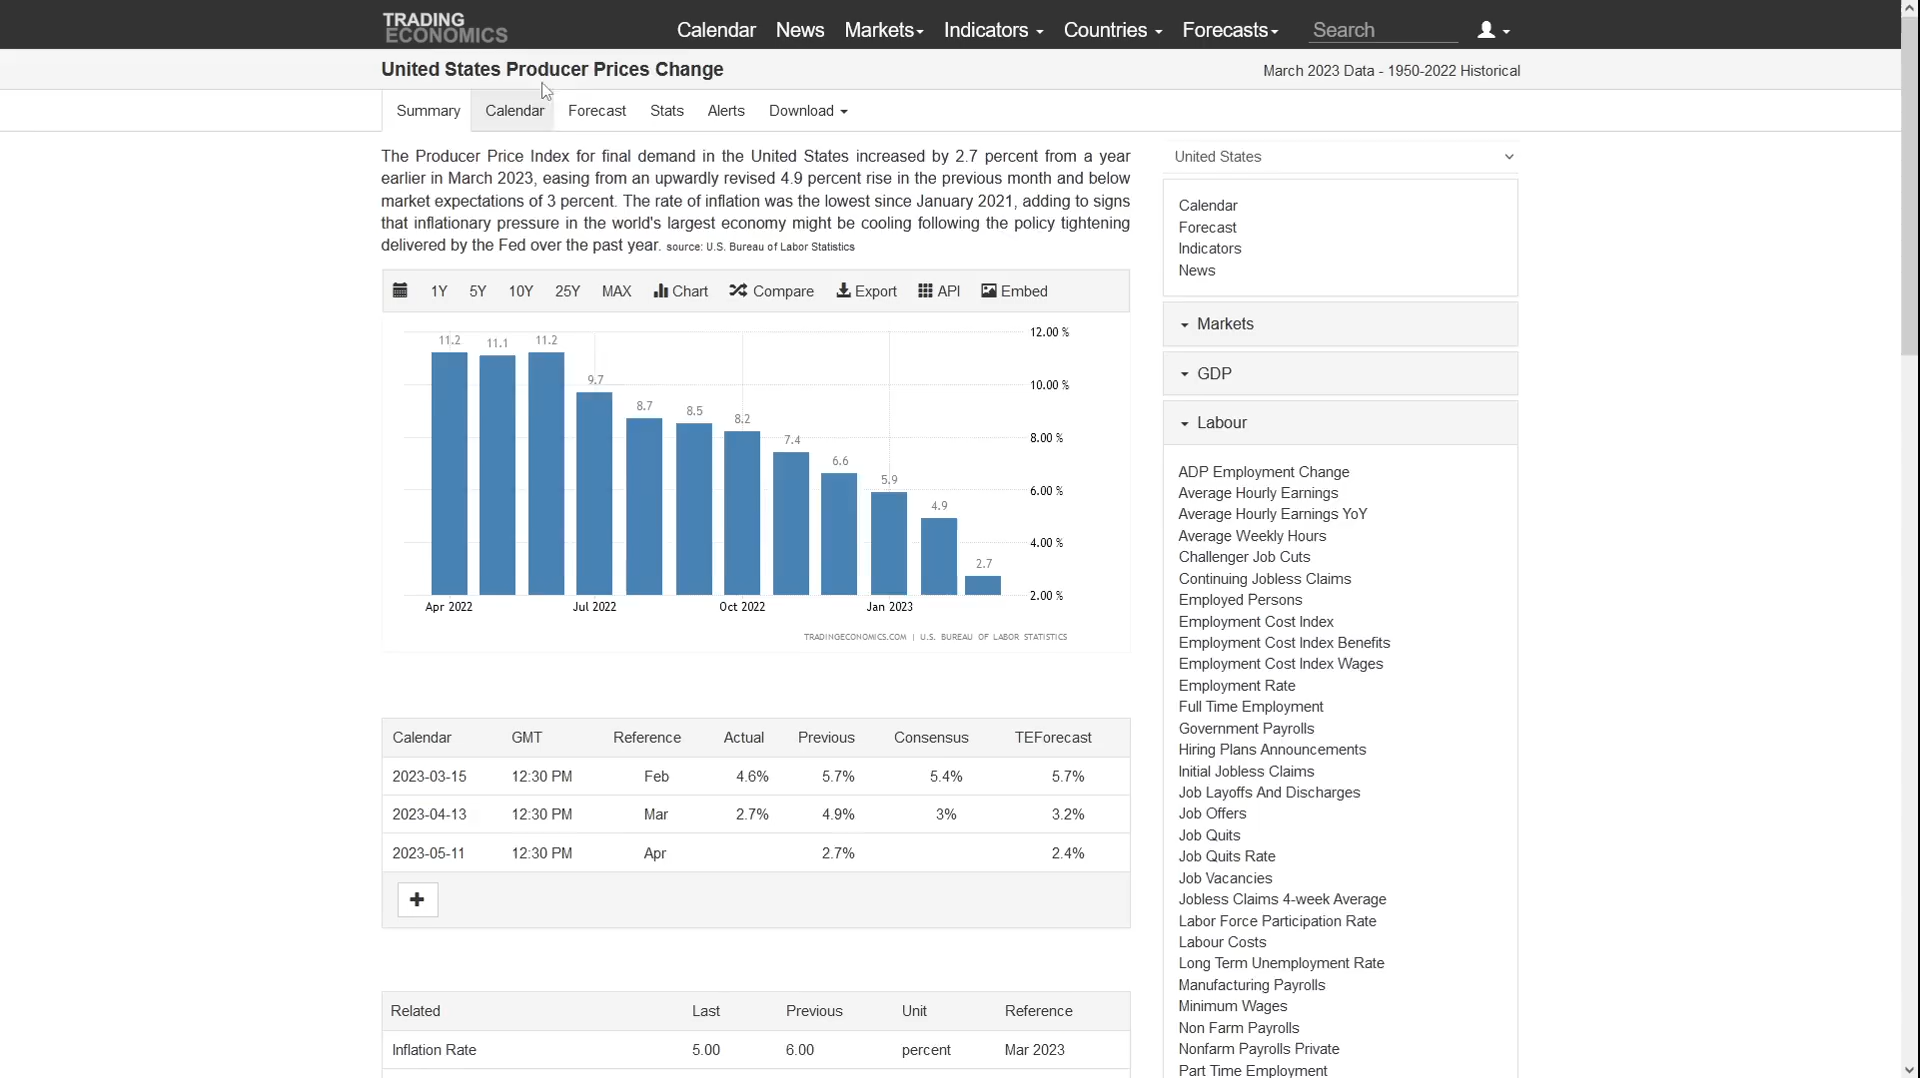 TRADING
ECONOMICS
Calendar News Markets Indicators Countries Forecasts Search
United States Producer Prices Change
March 2023 Data - 1950-2022 Historical
Summary Calendar Forecast Stats Alerts Download
The Producer Price Index for final demand in the United States increased by 2.7 percent from a year
earlier in March 2023, easing from an upwardly revised 4.9 percent rise in the previous month and below
market expectations of 3 percent. The rate of inflation was the lowest since January 2021, adding to signs
that inflationary pressure in the world's largest economy might be cooling following the policy tightening
delivered by the Fed over the past year. source: U.S. Bureau of Labor Statistics
1Y 5Y 10Y 25Y MAX Chart Compare Export API Embed
12.00 %
10.00 %
8.00 %
6.00 %
4.00 %
2.00 %
11.2 11.1 11.2 9.7 8.7 8.5 8.2 7.4 6.6 5.9 4.9 2.7
Apr 2022 Jul 2022 Oct 2022 Jan 2023
TRADINGECONOMICS.COM | U.S. BUREAU OF LABOR STATISTICS
Calendar GMT Reference Actual Previous Consensus TEForecast
2023-03-15 12:30 PM Feb 4.6% 5.7% 5.4% 5.7%
2023-04-13 12:30 PM Mar 2.7% 4.9% 3% 3.2%
2023-05-11 12:30 PM Apr 2.7% 2.4%
Related Last Previous Unit Reference
Inflation Rate 5.00 6.00 percent Mar 2023
United States
Calendar
Forecast
Indicators
News
Markets
GDP
Labour
ADP Employment Change
Average Hourly Earnings
Average Hourly Earnings YoY
Average Weekly Hours
Challenger Job Cuts
Continuing Jobless Claims
Employed Persons
Employment Cost Index
Employment Cost Index Benefits
Employment Cost Index Wages
Employment Rate
Full Time Employment
Government Payrolls
Hiring Plans Announcements
Initial Jobless Claims
Job Layoffs And Discharges
Job Offers
Job Quits
Job Quits Rate
Job Vacancies
Jobless Claims 4-week Average
Labor Force Participation Rate
Labour Costs
Long Term Unemployment Rate
Manufacturing Payrolls
Minimum Wages
Non Farm Payrolls
Nonfarm Payrolls Private
Part Time Employment